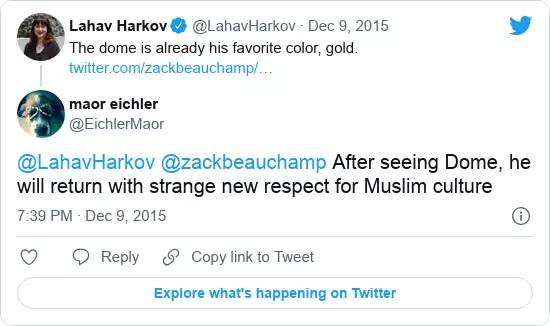 Lahav Harkov @LahavHarkov · Dec 9, 2015
The dome is already his favorite color, gold.
twitter.com/zackbeauchamp/…
maor eichler
@EichlerMaor
@LahavHarkov @zackbeauchamp After seeing Dome, he
will return with strange new respect for Muslim culture
7:39 PM · Dec 9, 2015
Reply
Copy link to Tweet
Explore what's happening on Twitter